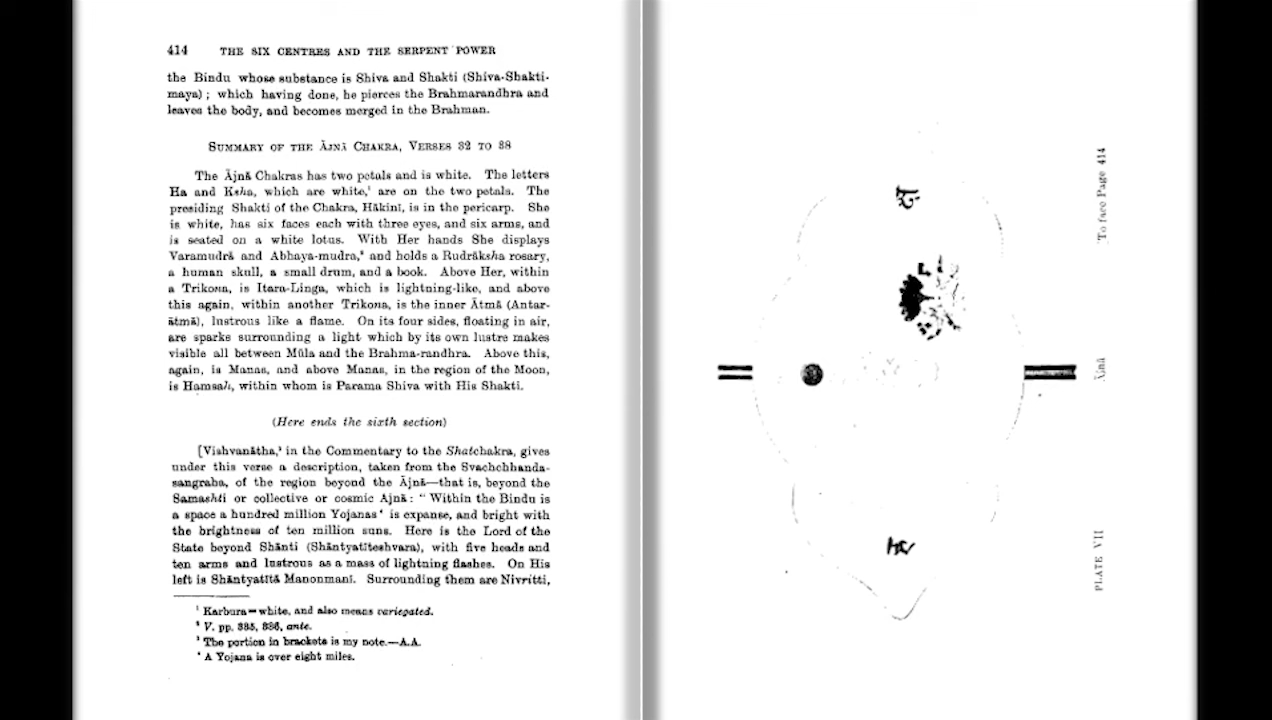 414 THE SIX CENTRES AND THE SERPENT POWER
the Bindu whose substance is Shiva and Shakti (Shiva-Shakti-
maya) ; which having done, he pierces the Brahmarandhra and
leaves the body, and becomes merged in the Brahman.
SUMMARY OF THE ĀJNĀ CHAKRA, VERSES 32 TO 38
The Ājnā Chakras has two petals and is white. The letters
Ha and Ksha, which are white,¹ are on the two petals. The
presiding Shakti of the Chakra, Hākinī, is in the pericarp. She
is white, has six faces each with three eyes, and six arms, and
is seated on a white lotus. With Her hands She displays
Varamudrā and Abhaya-mudra,² and holds a Rudrāksha rosary,
a human skull, a small drum, and a book. Above Her, within
a Trikona, is Itara-Linga, which is lightning-like, and above
this again, within another Trikona, is the inner Ātmā (Antar-
ātmā), lustrous like a flame. On its four sides, floating in air,
are sparks surrounding a light which by its own lustre makes
visible all between Mūla and the Brahma-randhra. Above this,
again, is Manas, and above Manas, in the region of the Moon,
is Hamsah, within whom is Parama Shiva with His Shakti.
(Here ends the sixth section)
[Vishvanātha,³ in the Commentary to the Shatchakra, gives
under this verse a description, taken from the Svachchhanda-
sangraha, of the region beyond the Ājnā—that is, beyond the
Samashti or collective or cosmic Ajnā : " Within the Bindu is
a space a hundred million Yojanas⁴ is expanse, and bright with
the brightness of ten million suns. Here is the Lord of the
State beyond Shānti (Shāntyatīteshvara), with five heads and
ten arms and lustrous as a mass of lightning flashes. On His
left is Shāntyatītā Manonmanī. Surrounding them are Nivritti,
¹ Karbura=white, and also means variegated.
² V. pp. 335, 336, ante.
³ The portion in brackets is my note.—A.A.
⁴ A Yojana is over eight miles.
To face Page 414
Ājnā
PLATE VII